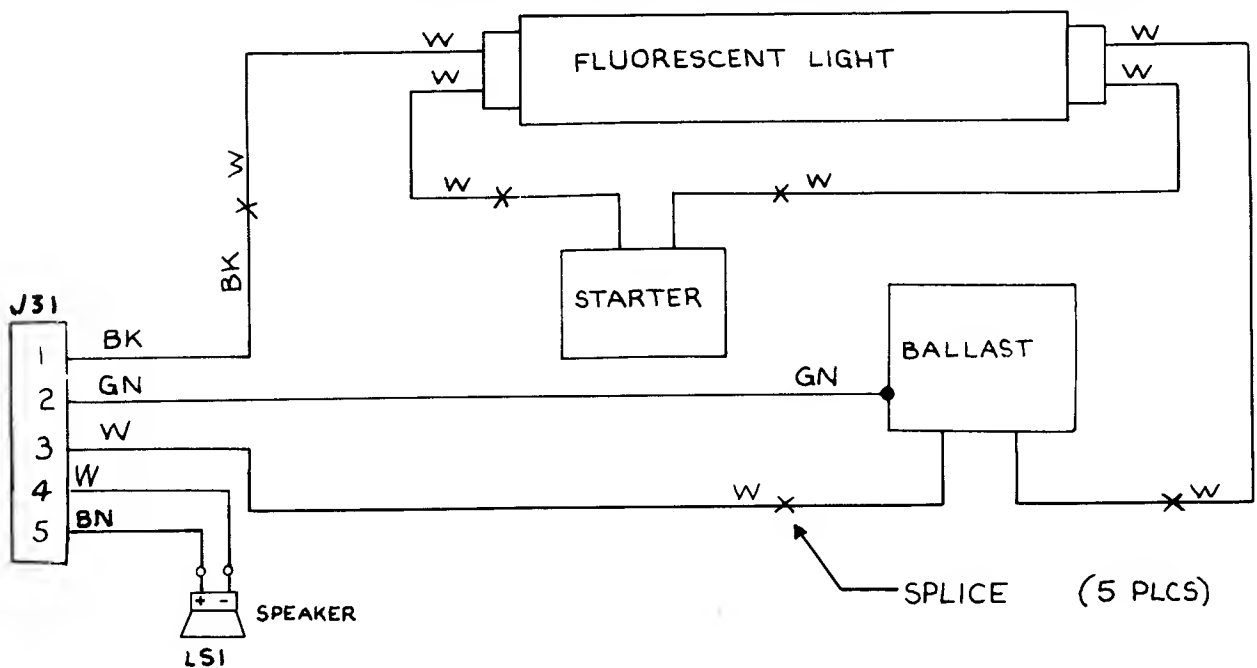 W
FLUORESCENT LIGHT
W
W
W
W
W
W
BK
STARTER
J31
1 BK
BALLAST
2 GN
GN
3 W
4 W
W
W
5 BN
SPLICE (5 PLCS)
+ -
SPEAKER
LS1